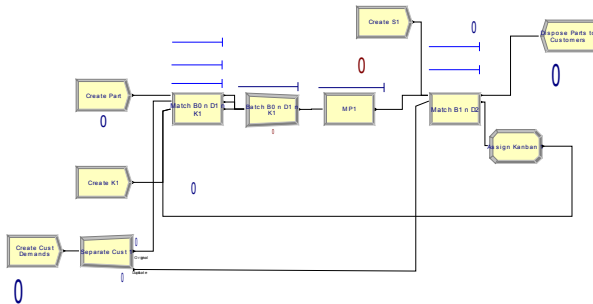 Create S1
0
Dispose Parts to
Customers
0
0
Create Part
0
Match B0 n D1 n
K1
Batch B0 n D1 n
K1
0
MP1
Match B1 n D2
Assign Kanban
Create K1
0
Create Cust
Demands
0
Separate Cust
0
Original
0
Duplicate